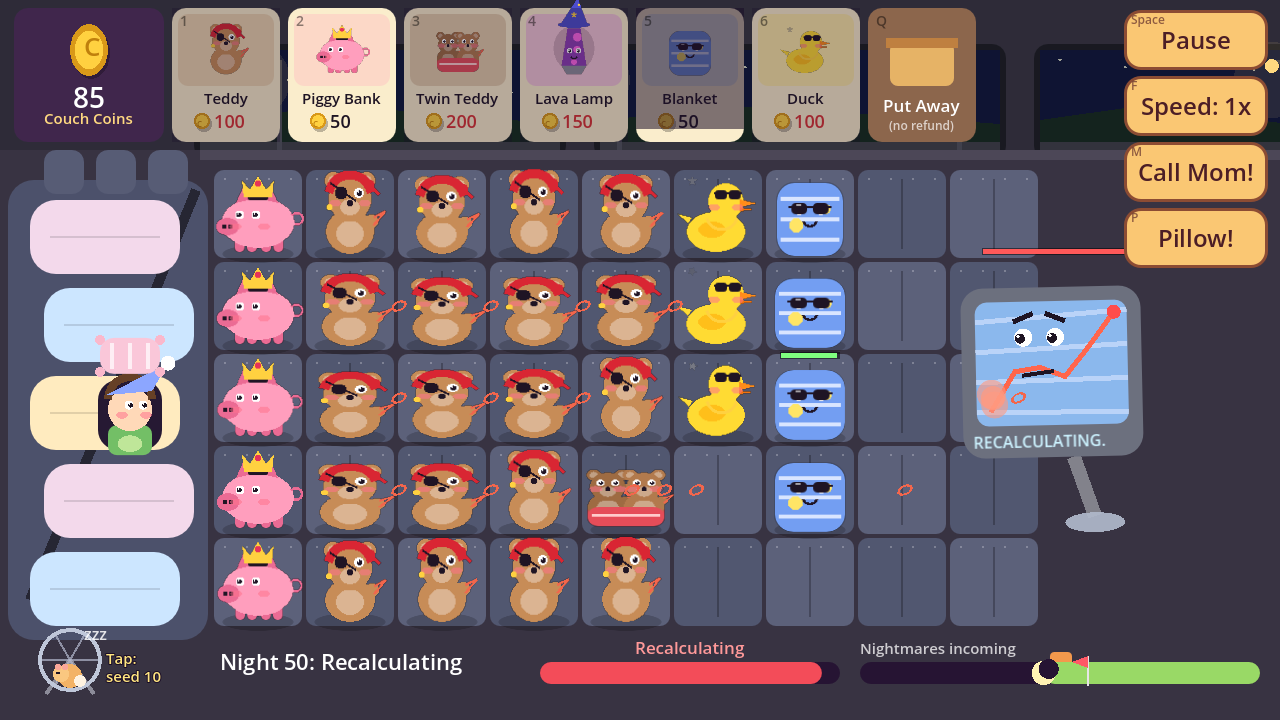 1
2
3
4
5
6
Q
C
85
Couch Coins
Teddy
100
Piggy Bank
50
Twin Teddy
200
Lava Lamp
150
Blanket
50
Duck
100
Put Away
(no refund)
Space
Pause
F
Speed: 1x
M
Call Mom!
P
Pillow!
RECALCULATING.
zzz
Tap:
seed 10
Night 50: Recalculating
Recalculating
Nightmares incoming